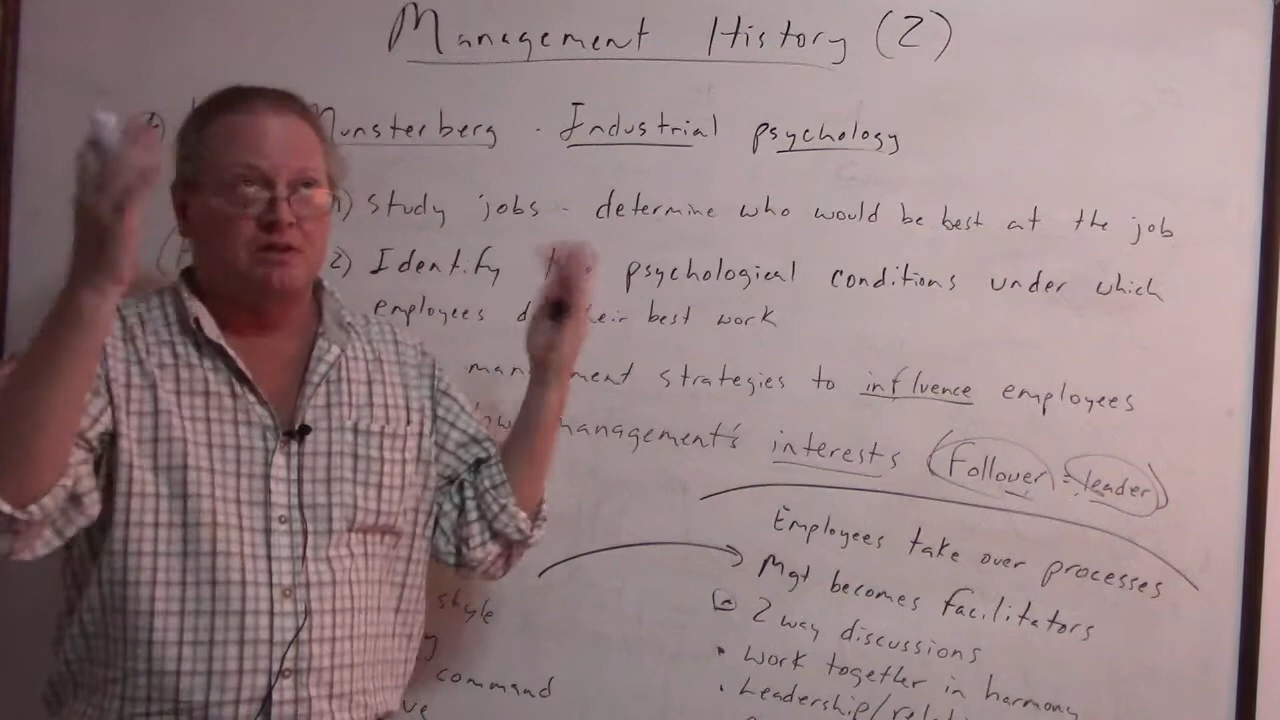 Management History (2)
Munsterberg - Industrial psychology
1) Study jobs - determine who would be best at the job
2) Identify psychological conditions under which
employees their best work
management strategies to influence employees
management's interests (Follower = leader)
Employees take over processes
Mgt becomes facilitators
2 way discussions
style
• work together in harmony
command
• Leadership/